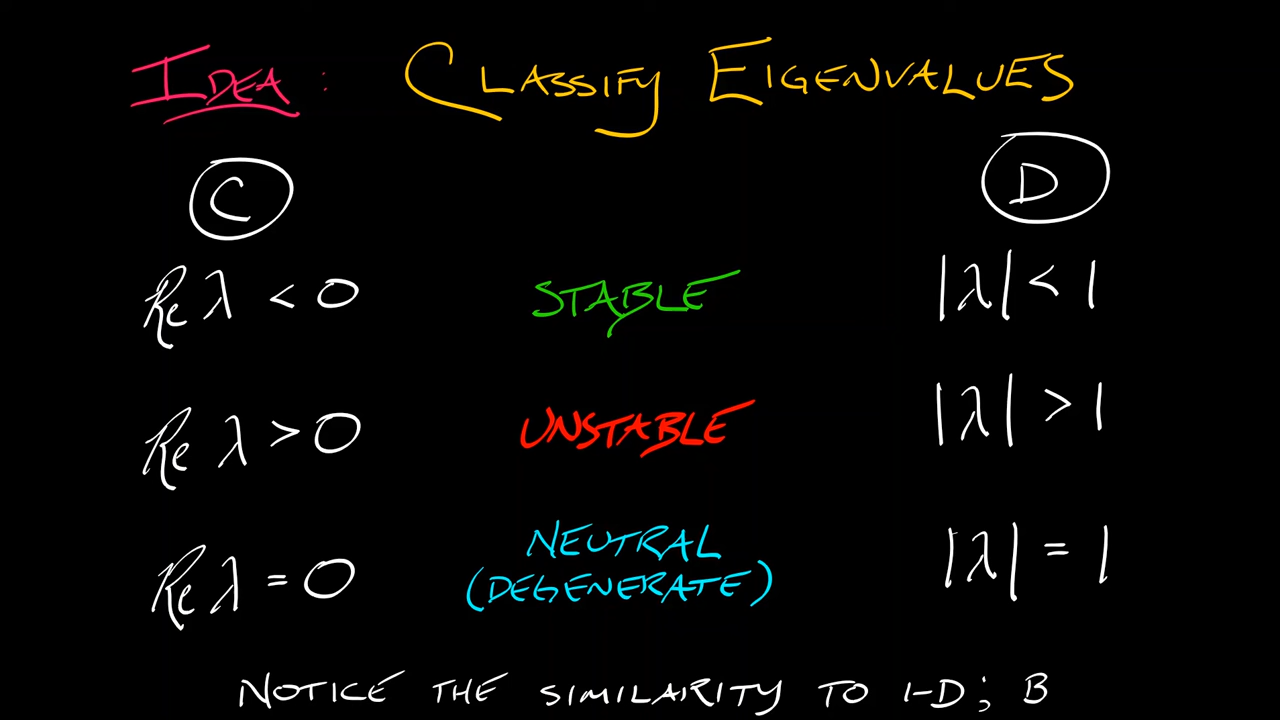 IDEA: CLASSIFY EIGENVALUES
C D
Re λ < 0 STABLE |λ| < 1
Re λ > 0 UNSTABLE |λ| > 1
Re λ = 0 NEUTRAL (DEGENERATE) |λ| = 1
NOTICE THE SIMILARITY TO 1-D; B